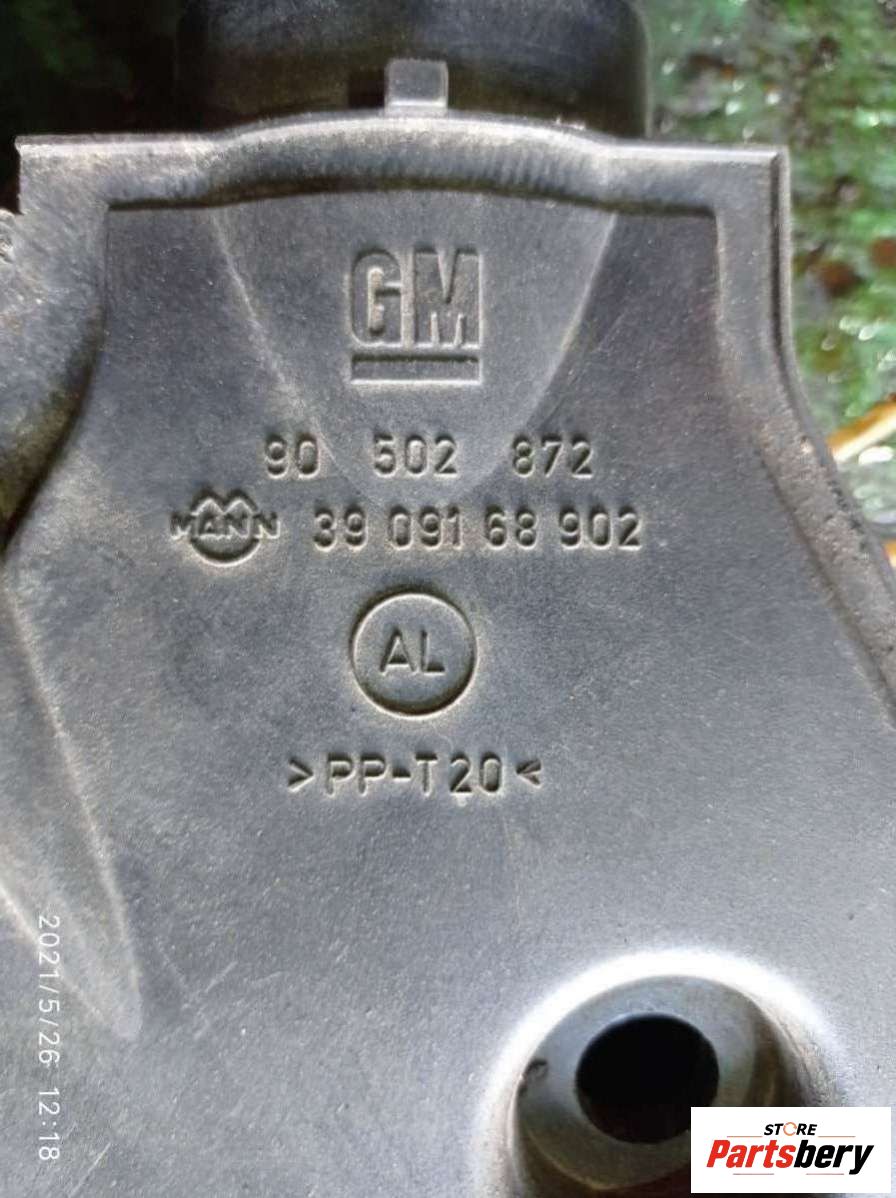 GM
90 502 872
MANN 39 091 68 902
AL
>PP-T20<
2021/5/26 12:18
STORE
Partsbery